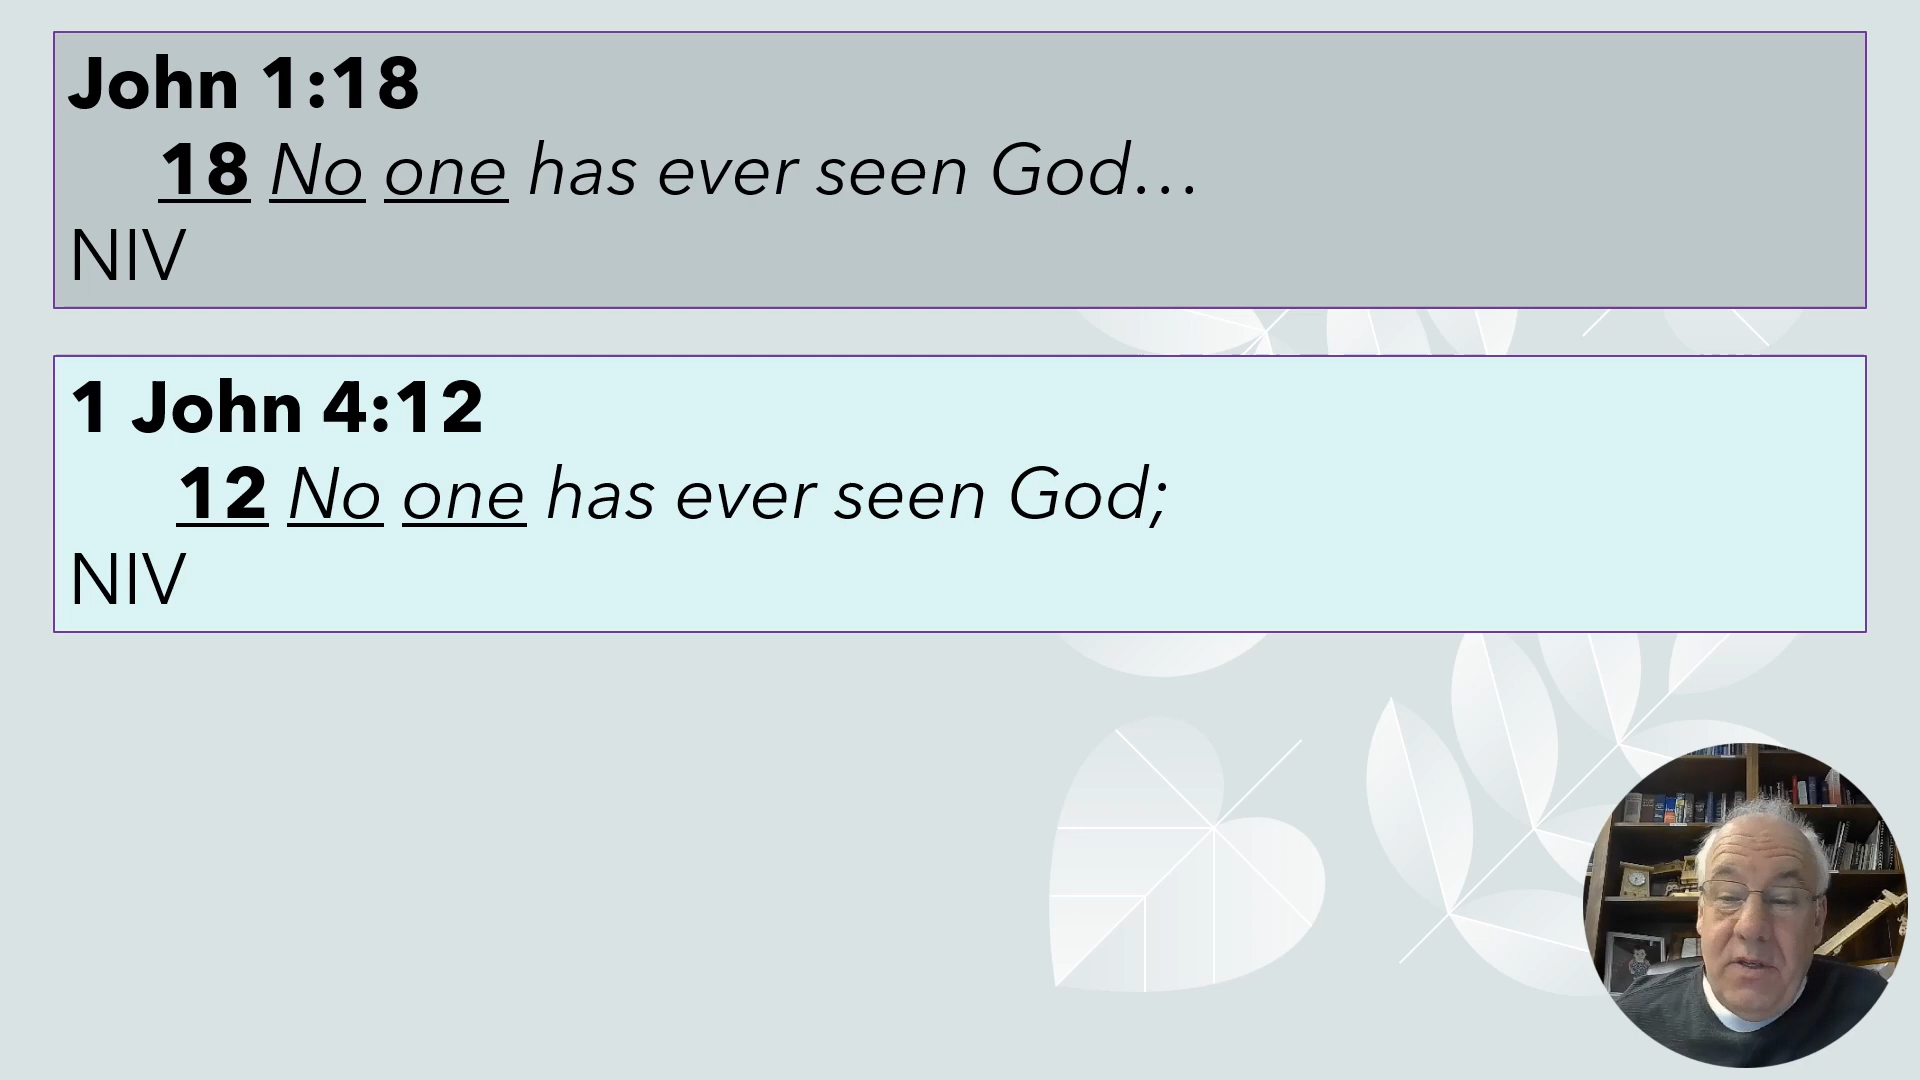 John 1:18
18 No one has ever seen God…
NIV
1 John 4:12
12 No one has ever seen God;
NIV